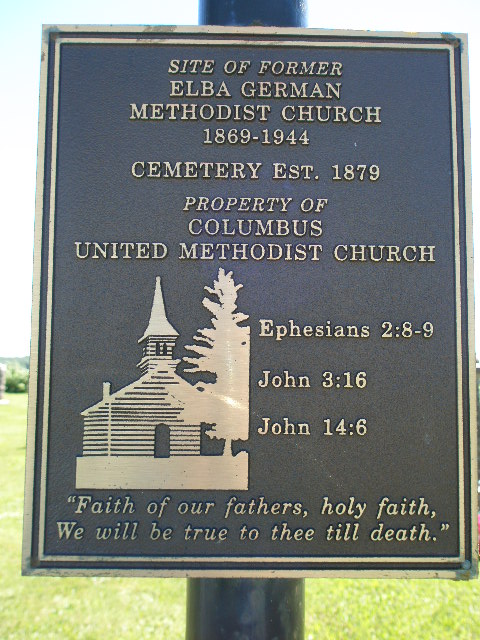 SITE OF FORMER
ELBA GERMAN
METHODIST CHURCH
1869-1944
CEMETERY EST. 1879
PROPERTY OF
COLUMBUS
UNITED METHODIST CHURCH
Ephesians 2:8-9
John 3:16
John 14:6
"Faith of our fathers, holy faith,
We will be true to thee till death."